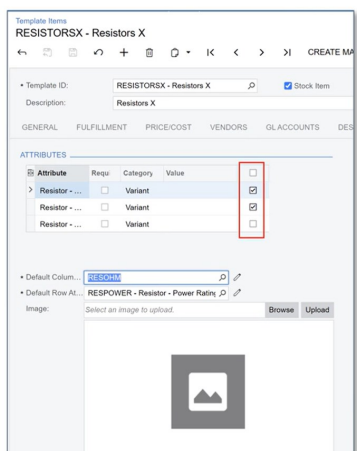 Template Items
RESISTORSX - Resistors X
CREATE MA
• Template ID: RESISTORSX - Resistors X Stock Item
Description: Resistors X
GENERAL FULFILLMENT PRICE/COST VENDORS GL ACCOUNTS DES
ATTRIBUTES
Attribute Requ Category Value
Resistor - ... Variant
Resistor - ... Variant
Resistor - ... Variant
• Default Colum... RESOHM
• Default Row At... RESPOWER - Resistor - Power Rating
Image: Select an image to upload. Browse Upload